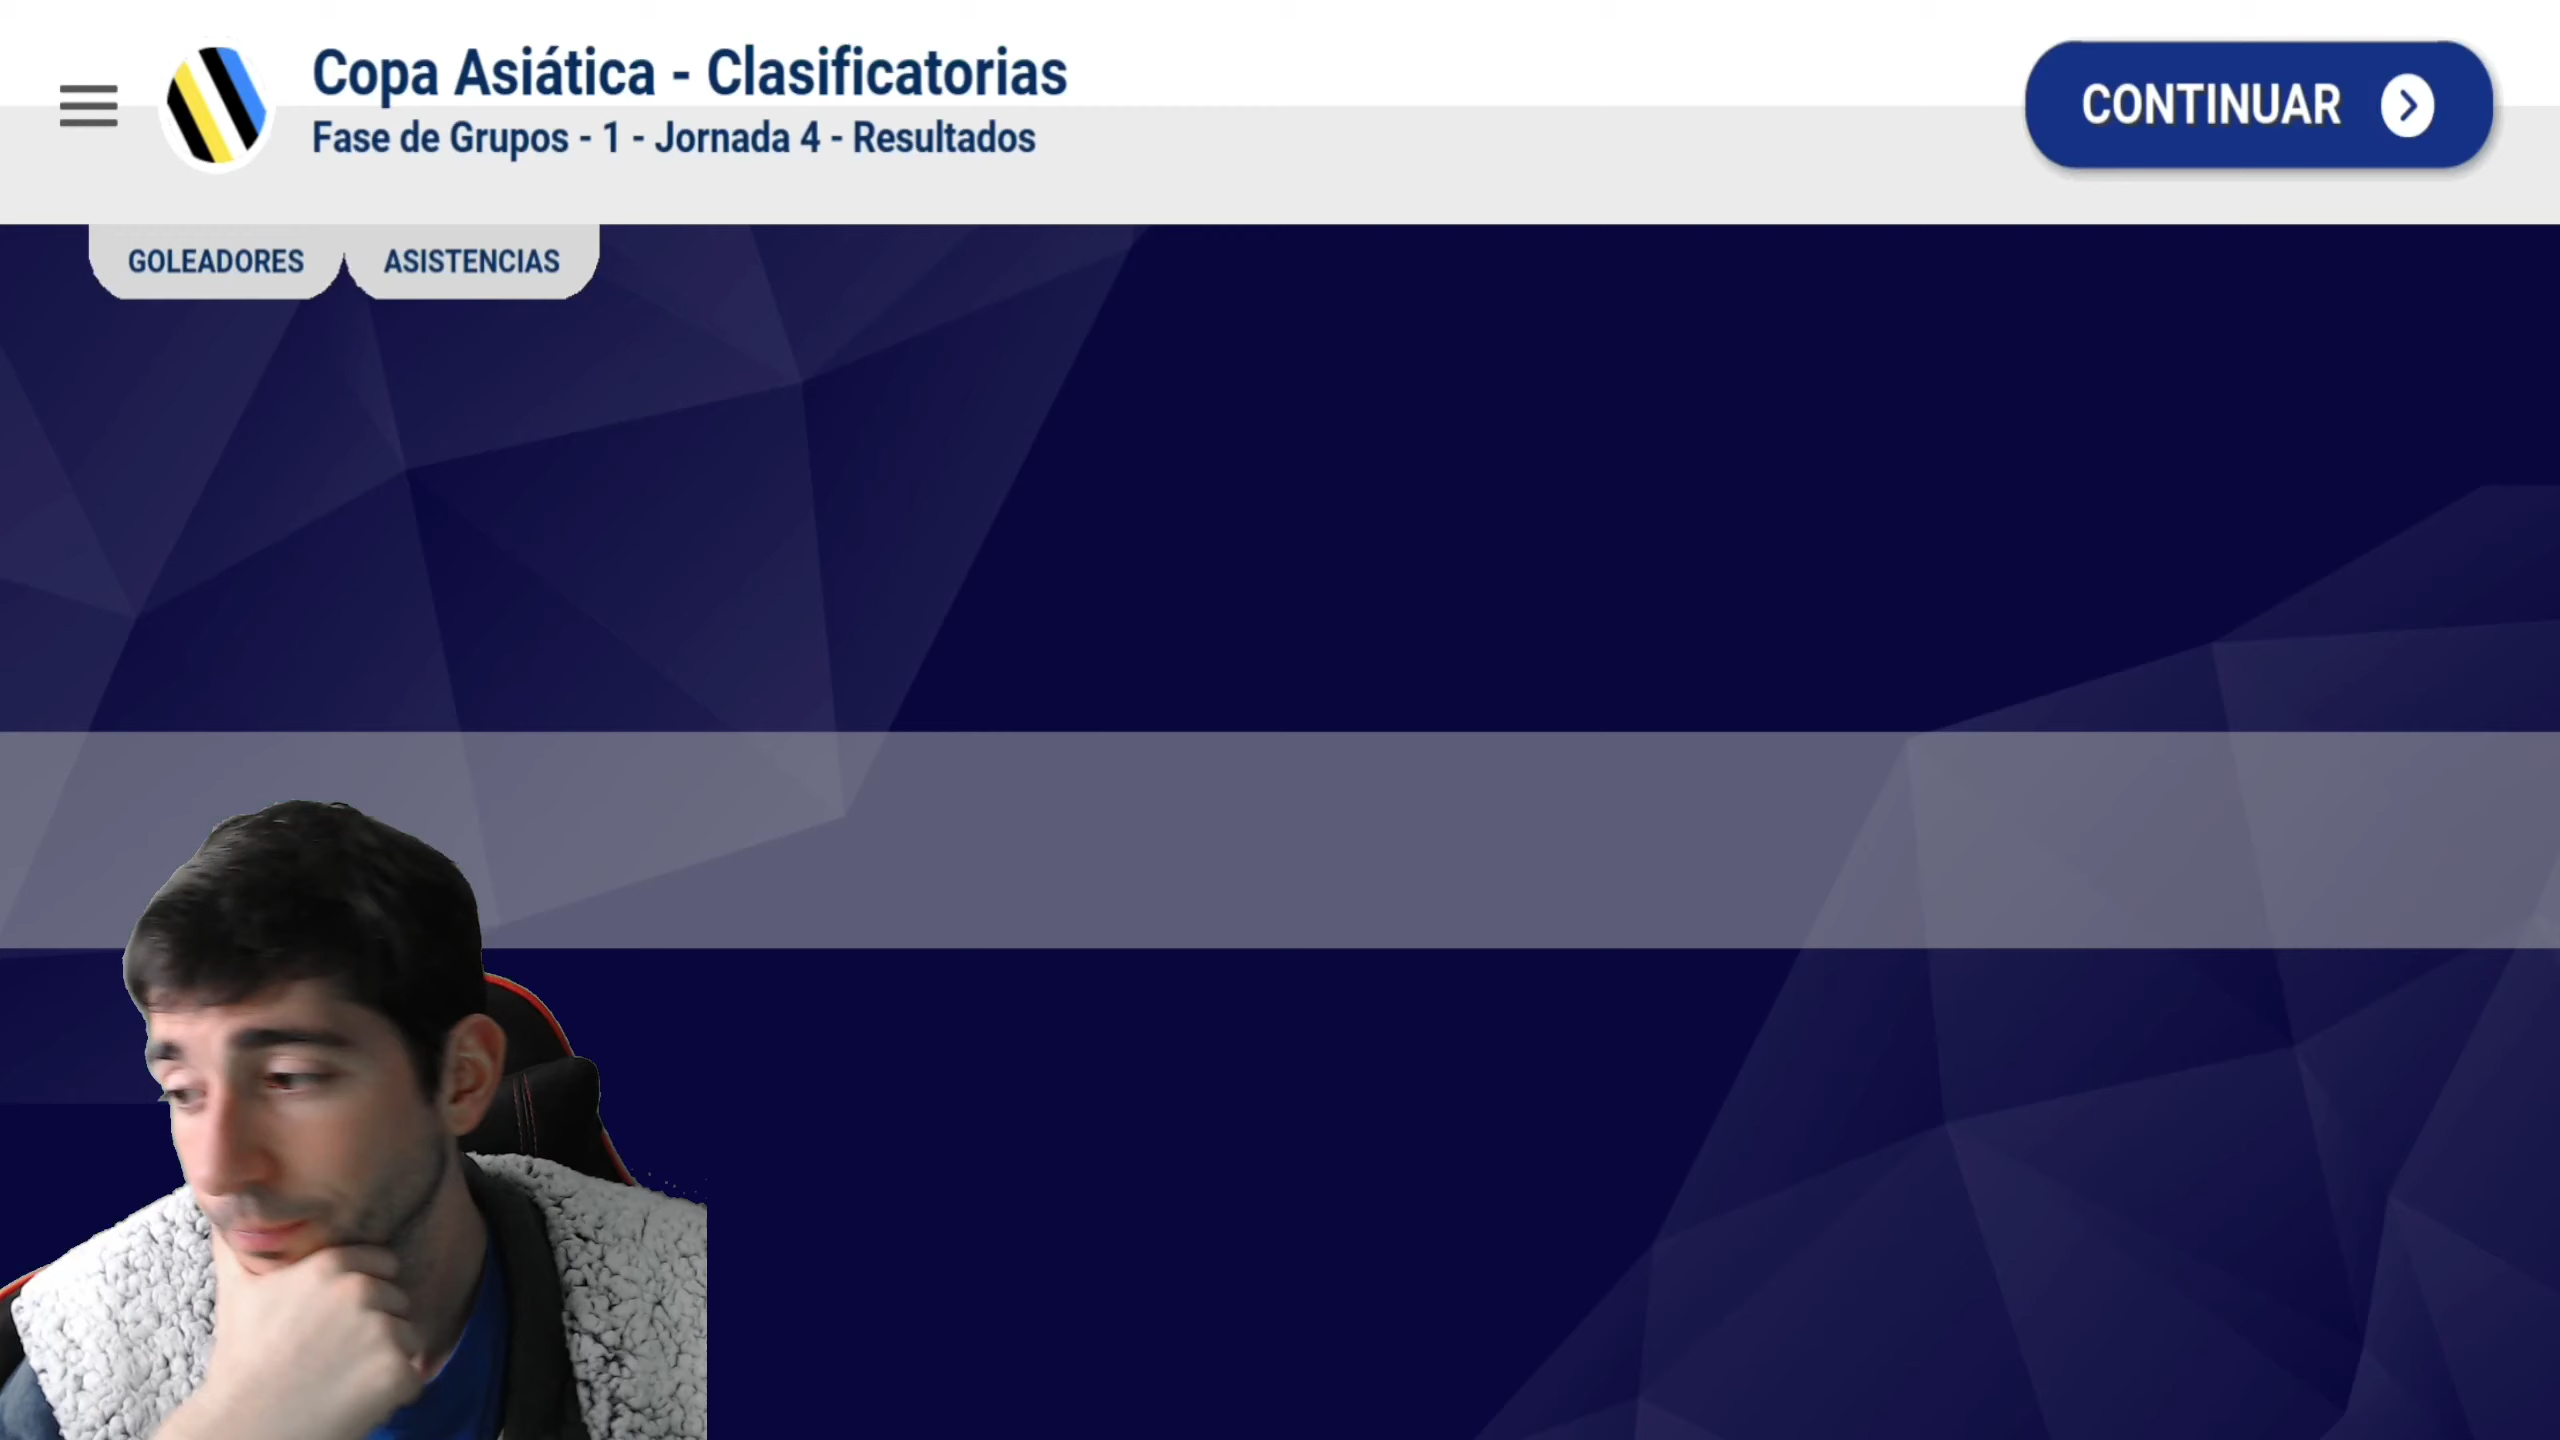 Copa Asiática - Clasificatorias
Fase de Grupos - 1 - Jornada 4 - Resultados
CONTINUAR
GOLEADORES
ASISTENCIAS